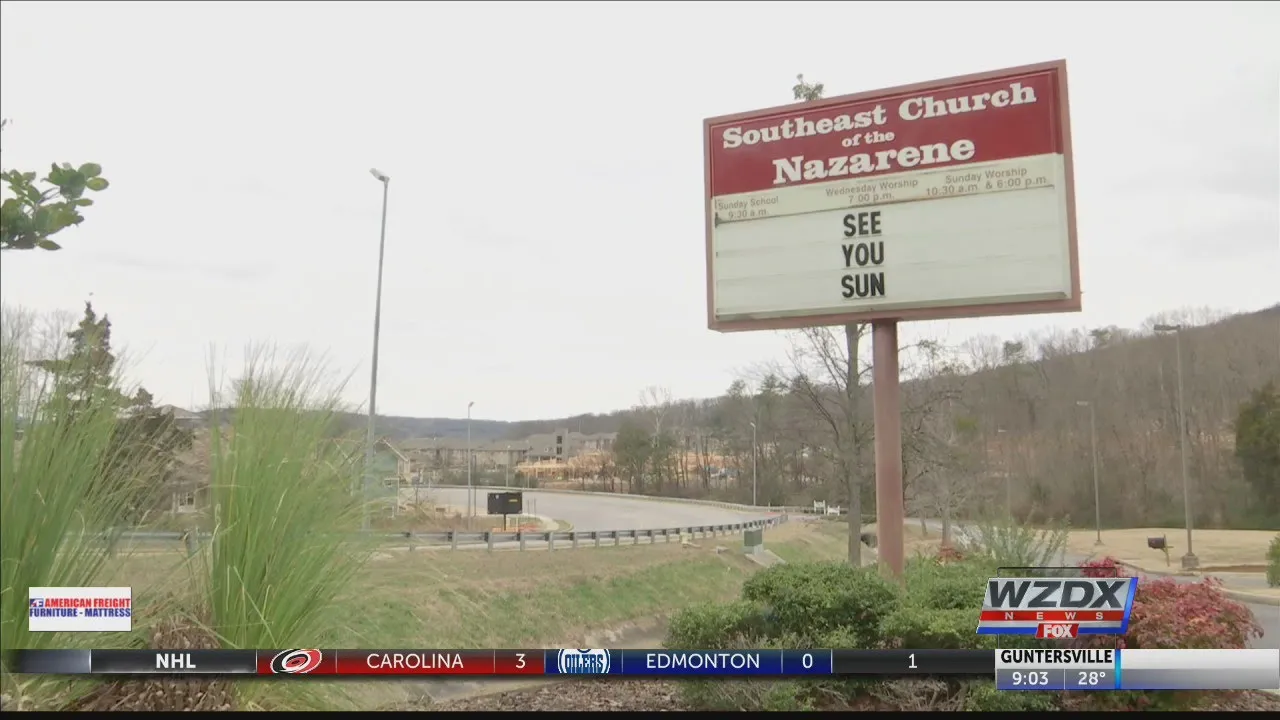 Southeast Church
of the
Nazarene
Sunday School
9:30 a.m.
Wednesday Worship
7:00 p.m.
Sunday Worship
10:30 a.m. & 6:00 p.m.
SEE
YOU
SUN
AMERICAN FREIGHT
FURNITURE - MATTRESS
WZDX
NEWS
FOX
NHL CAROLINA 3 OILERS EDMONTON 0 1
GUNTERSVILLE
9:03 28°